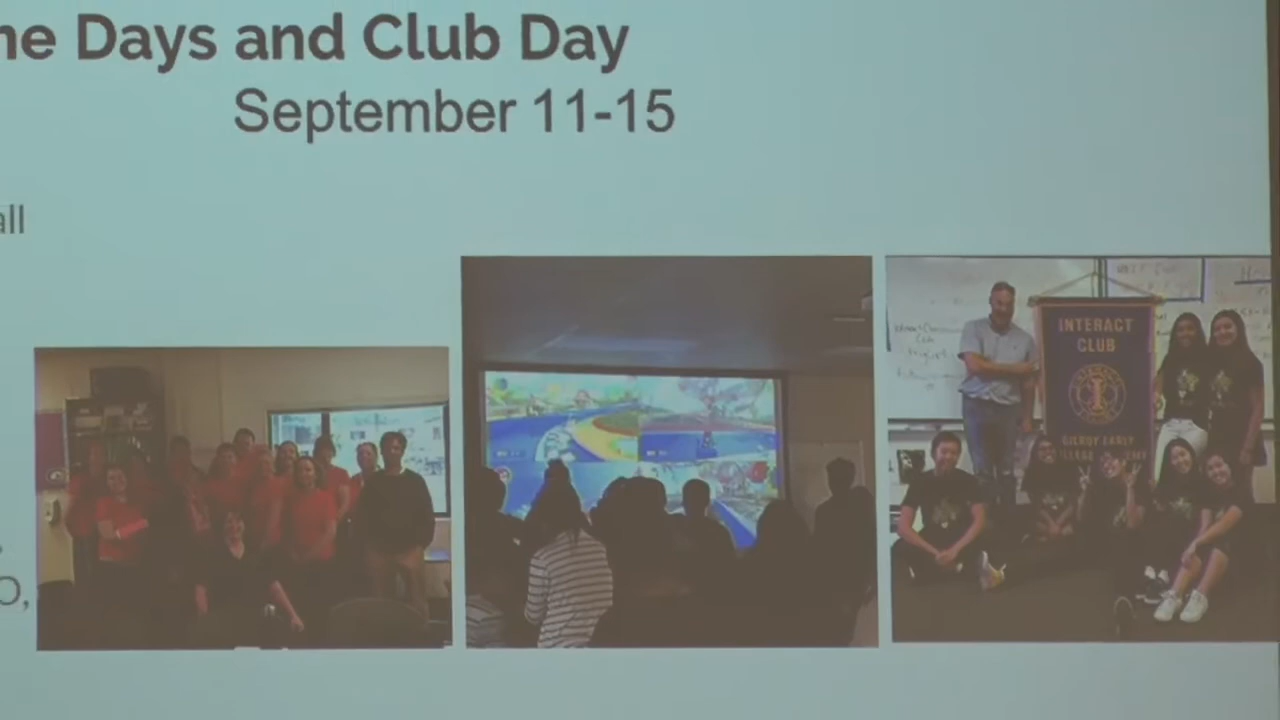 ne Days and Club Day
September 11-15
all
O,
INTERACT
CLUB
GILROY EARLY